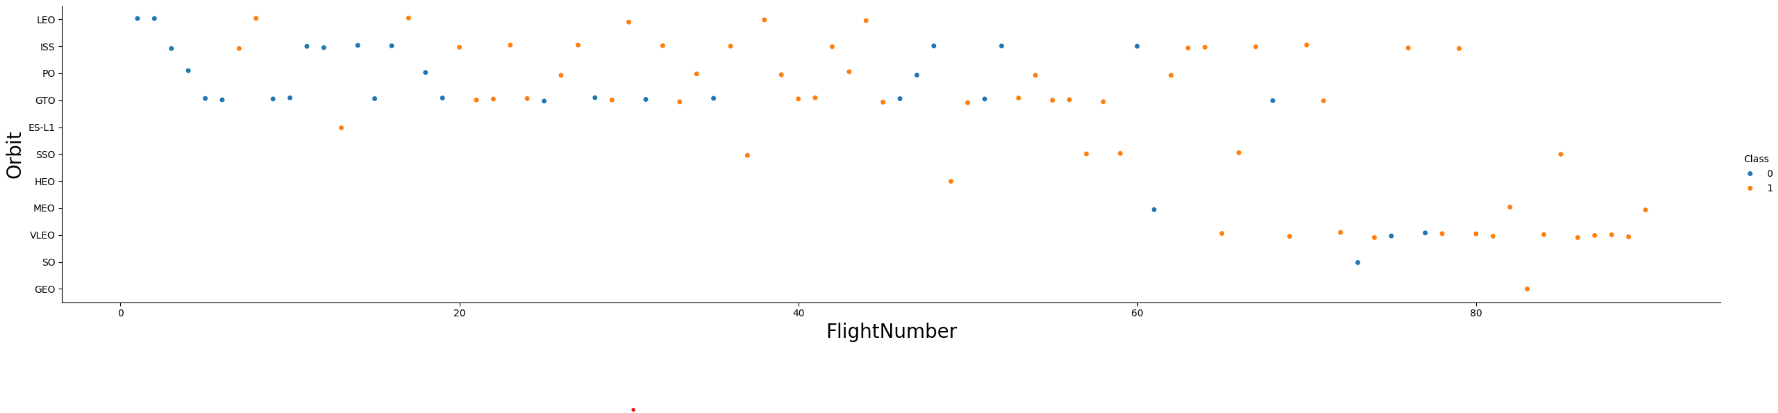 LEO
ISS
PO
GTO
ES-L1
SSO
HEO
MEO
VLEO
SO
GEO
Orbit
0
20
40
60
80
FlightNumber
Class
0
1